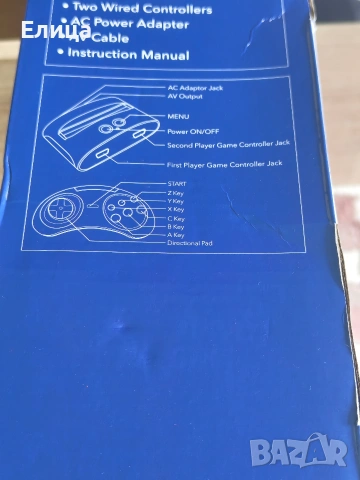 • Two Wired Controllers
Елица
• AC Power Adapter
Cable
• Instruction Manual
AC Adaptor Jack
AV Output
MENU
Power ON/OFF
Second Player Game Controller Jack
First Player Game Controller Jack
START
Z Key
Y Key
X Key
C Key
B Key
A Key
Directional Pad
BAZAR